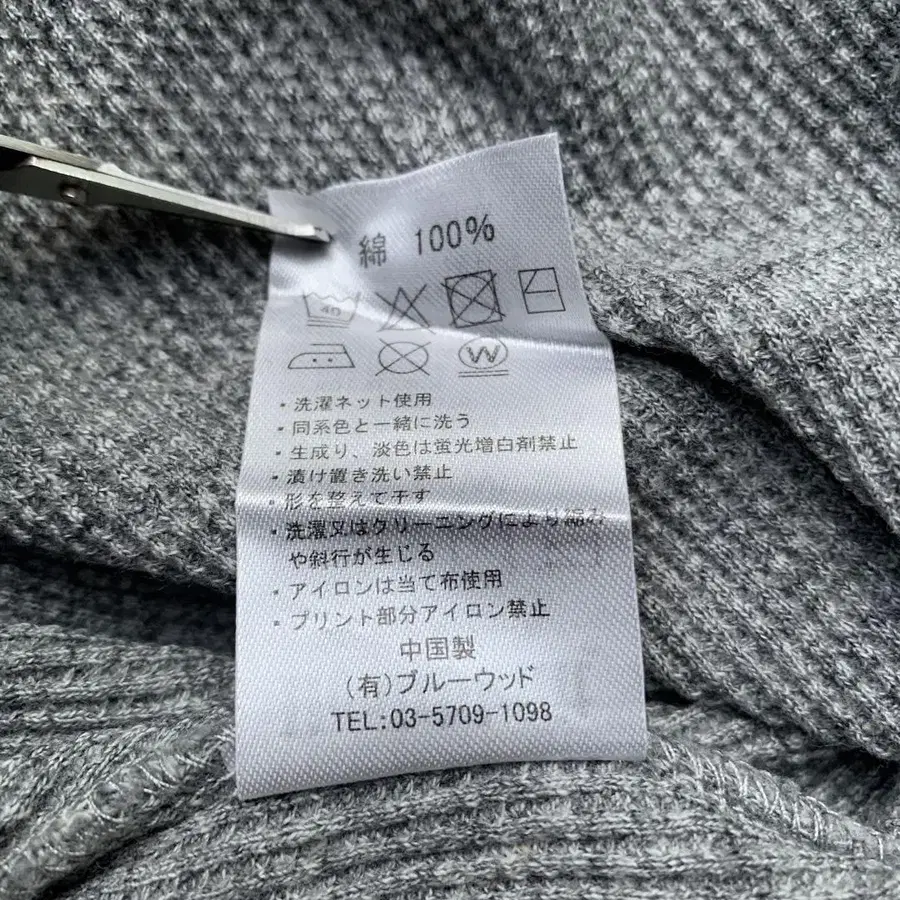 綿 100%
40
W
・洗濯ネット使用
・同系色と一緒に洗う
・生成り、淡色は蛍光増白剤禁止
・漬け置き洗い禁止
・形を整えて干す
・洗濯又はクリーニングにより縮み
や斜行が生じる
・アイロンは当て布使用
・プリント部分アイロン禁止
中国製
(有)ブルーウッド
TEL:03-5709-1098